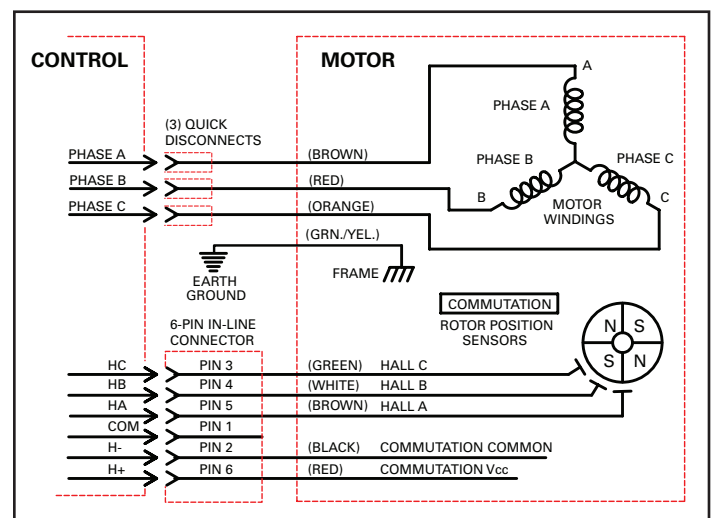 CONTROL
MOTOR
A
PHASE A
(3) QUICK
DISCONNECTS
PHASE A
(BROWN)
PHASE B
PHASE C
PHASE B
(RED)
B
C
MOTOR
WINDINGS
PHASE C
(ORANGE)
(GRN./YEL.)
EARTH
GROUND
FRAME
COMMUTATION
ROTOR POSITION
SENSORS
N S
S N
6-PIN IN-LINE
CONNECTOR
HC PIN 3 (GREEN) HALL C
HB PIN 4 (WHITE) HALL B
HA PIN 5 (BROWN) HALL A
COM PIN 1
H- PIN 2 (BLACK) COMMUTATION COMMON
H+ PIN 6 (RED) COMMUTATION Vcc